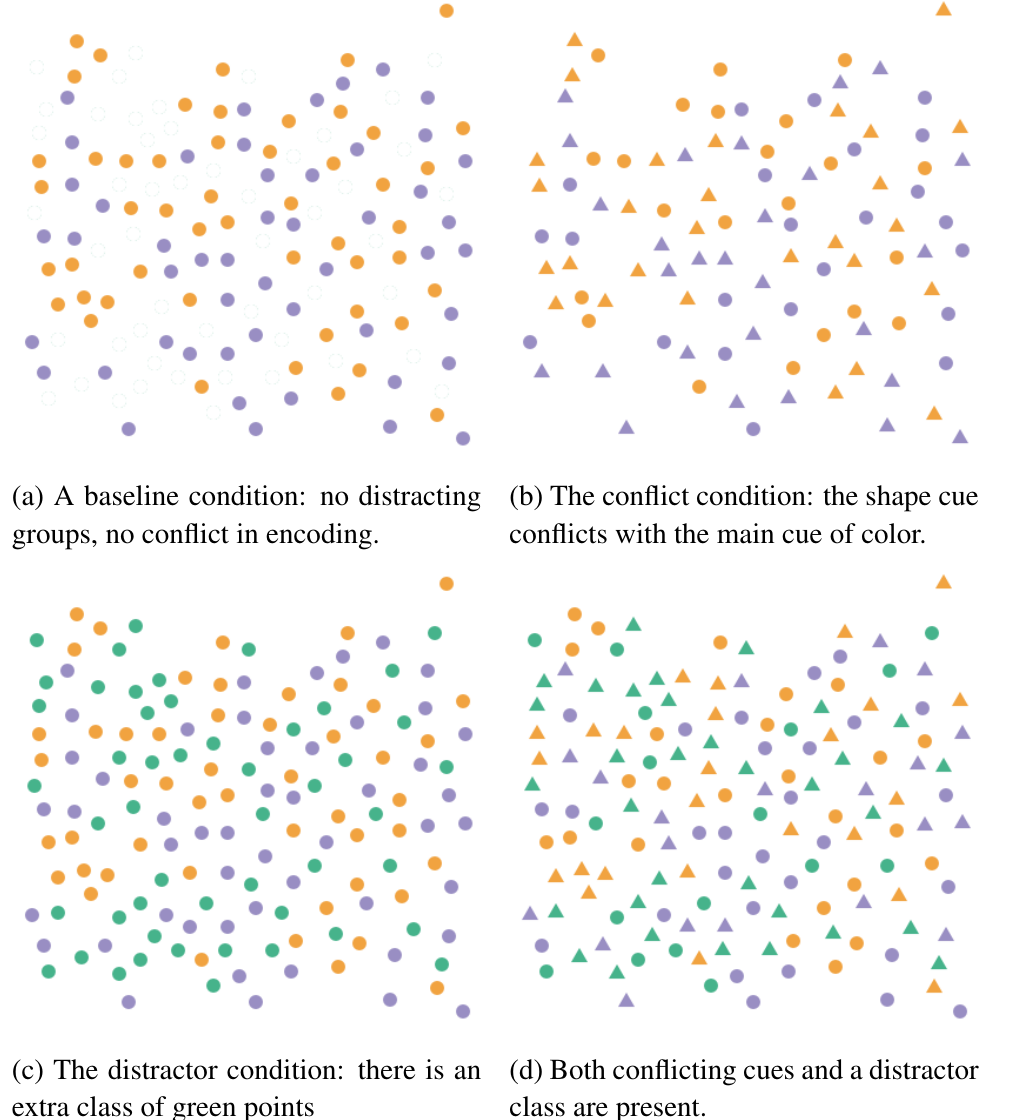 (a) A baseline condition: no distracting
groups, no conflict in encoding.
(b) The conflict condition: the shape cue
conflicts with the main cue of color.
(c) The distractor condition: there is an
extra class of green points
(d) Both conflicting cues and a distractor
class are present.